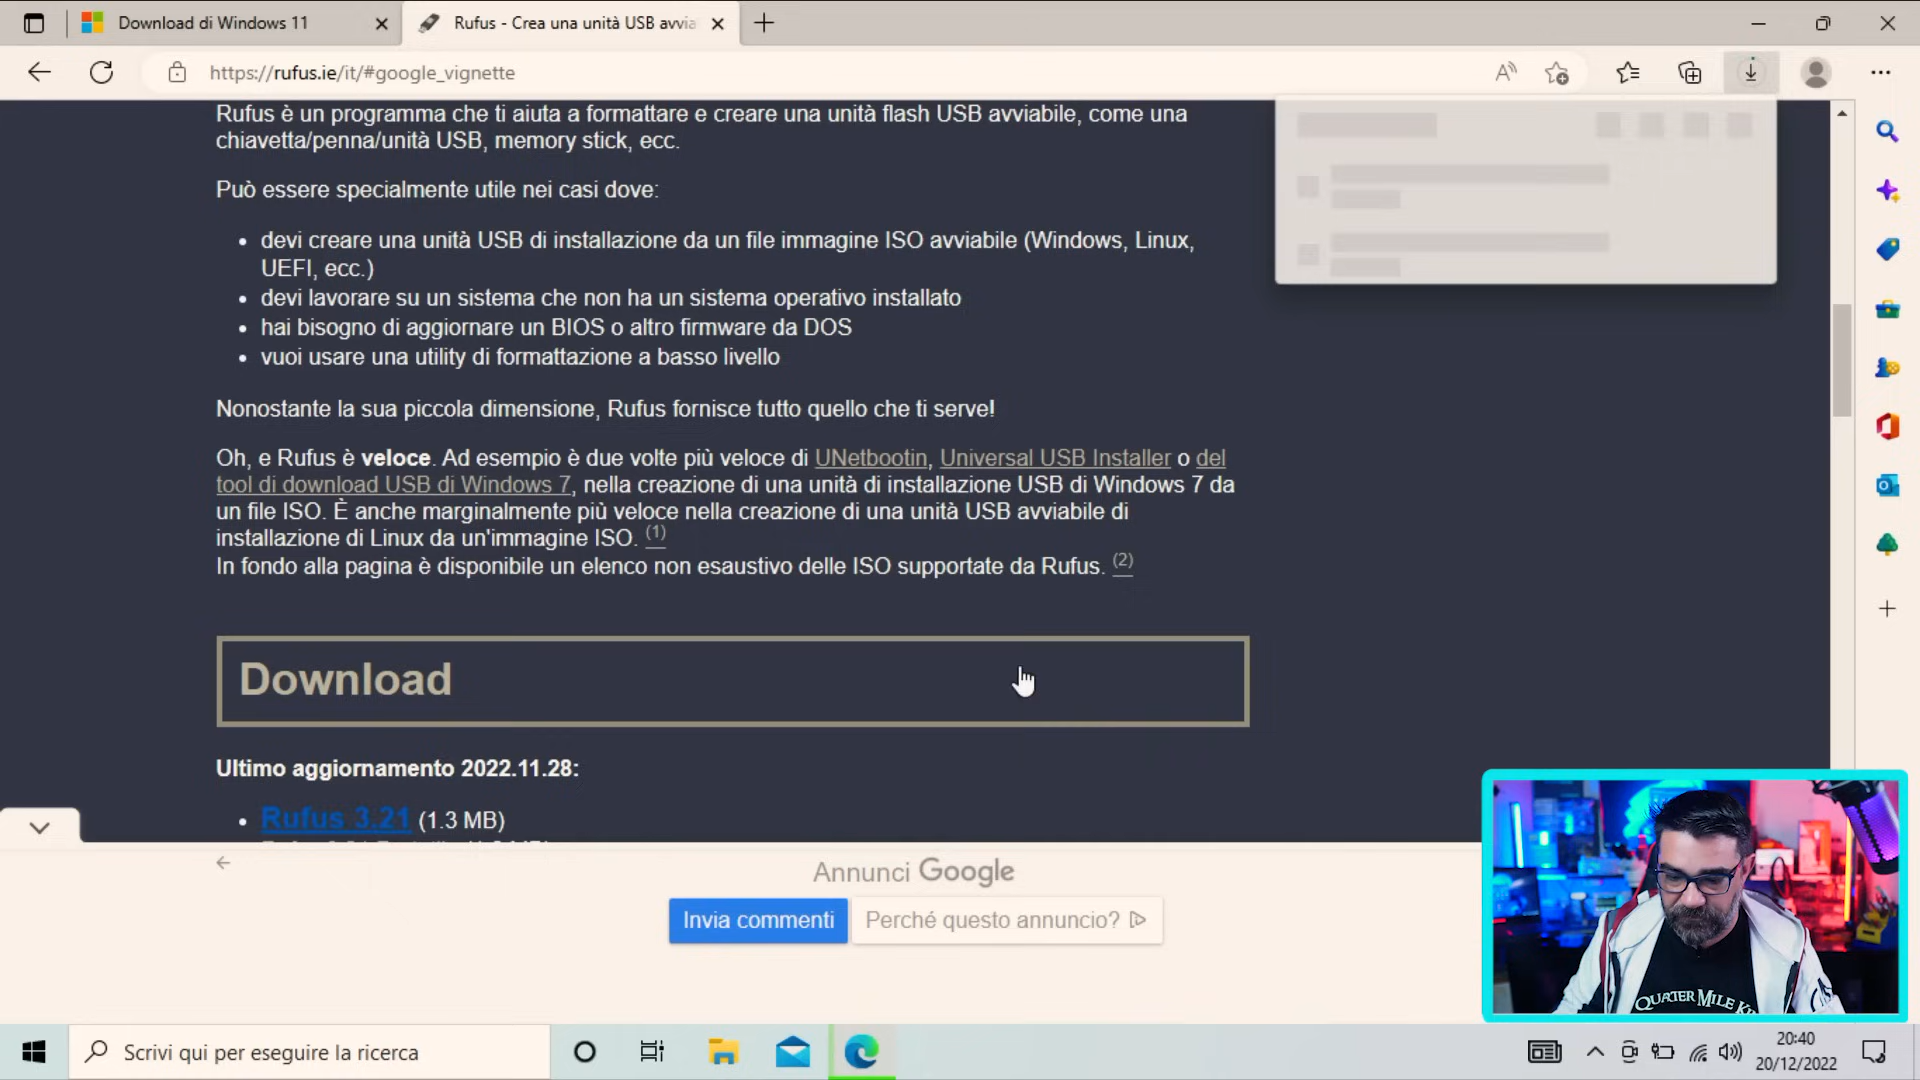 Download di Windows 11
Rufus - Crea una unità USB avvia
https://rufus.ie/it/#google_vignette
Rufus è un programma che ti aiuta a formattare e creare una unità flash USB avviabile, come una
chiavetta/penna/unità USB, memory stick, ecc.
Può essere specialmente utile nei casi dove:
• devi creare una unità USB di installazione da un file immagine ISO avviabile (Windows, Linux,
UEFI, ecc.)
• devi lavorare su un sistema che non ha un sistema operativo installato
• hai bisogno di aggiornare un BIOS o altro firmware da DOS
• vuoi usare una utility di formattazione a basso livello
Nonostante la sua piccola dimensione, Rufus fornisce tutto quello che ti serve!
Oh, e Rufus è veloce. Ad esempio è due volte più veloce di UNetbootin, Universal USB Installer o del
tool di download USB di Windows 7, nella creazione di una unità di installazione USB di Windows 7 da
un file ISO. È anche marginalmente più veloce nella creazione di una unità USB avviabile di
installazione di Linux da un'immagine ISO. (1)
In fondo alla pagina è disponibile un elenco non esaustivo delle ISO supportate da Rufus. (2)
Download
Ultimo aggiornamento 2022.11.28:
• Rufus 3.21 (1.3 MB)
Annunci Google
Invia commenti
Perché questo annuncio?
QUARTER MILE
Scrivi qui per eseguire la ricerca
20:40
20/12/2022